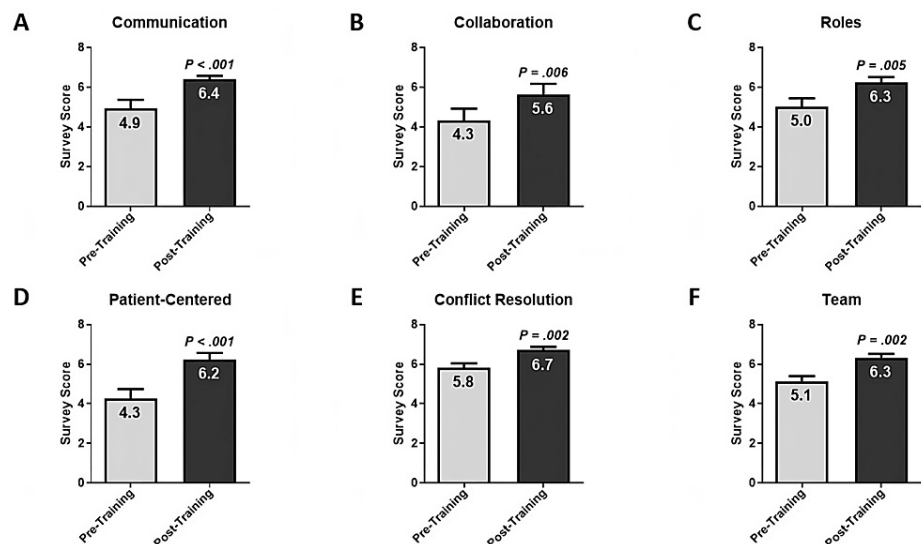 A
Communication
Survey Score
8
6
4
2
0
P < .001
4.9
6.4
Pre-Training
Post-Training
B
Collaboration
Survey Score
8
6
4
2
0
P = .006
4.3
5.6
Pre-Training
Post-Training
C
Roles
Survey Score
8
6
4
2
0
P = .005
5.0
6.3
Pre-Training
Post-Training
D
Patient-Centered
Survey Score
8
6
4
2
0
P < .001
4.3
6.2
Pre-Training
Post-Training
E
Conflict Resolution
Survey Score
8
6
4
2
0
P = .002
5.8
6.7
Pre-Training
Post-Training
F
Team
Survey Score
8
6
4
2
0
P = .002
5.1
6.3
Pre-Training
Post-Training